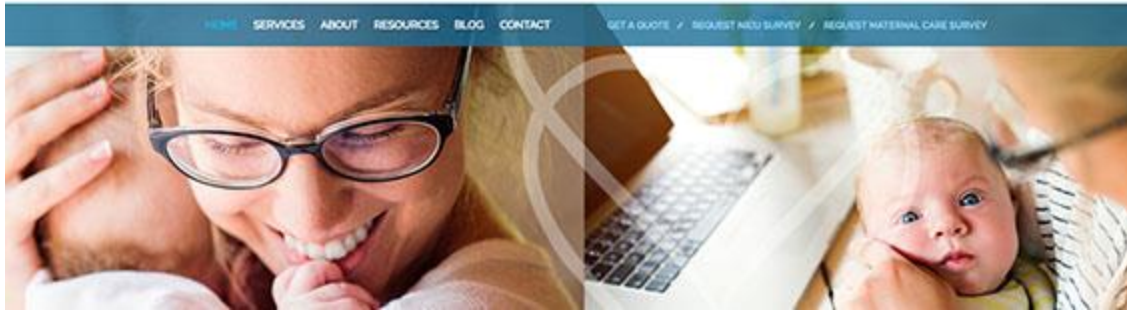 HOME SERVICES ABOUT RESOURCES BLOG CONTACT GET A QUOTE / REQUEST NICU SURVEY / REQUEST MATERNAL CARE SURVEY